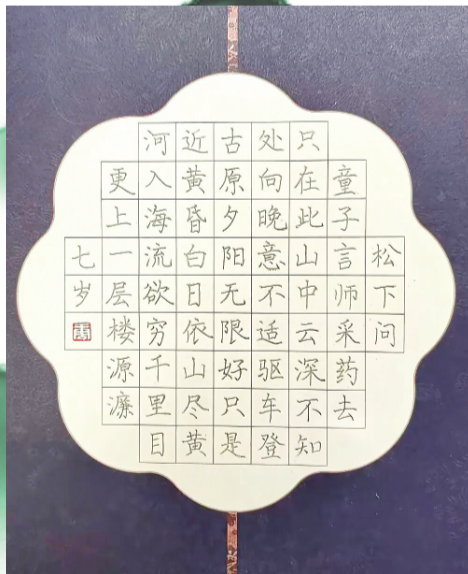 松下问
童子言师采药去
只在此山中云深不知
处向晚意不适驱车登
古原夕阳无限好只是
近黄昏白日依山尽黄
河入海流欲穷千里目
更上一层楼源濂
七岁